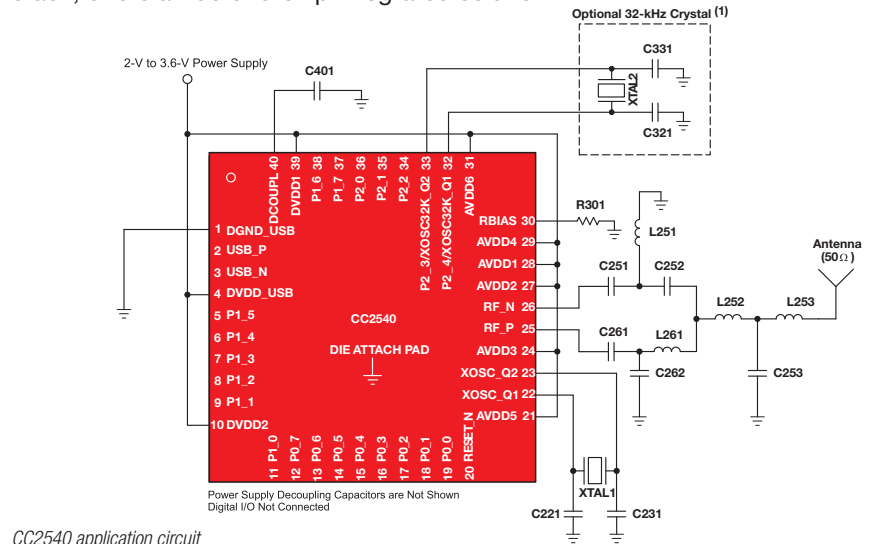 Optional 32-kHz Crystal (1)
2-V to 3.6-V Power Supply
C401
C331
XTAL2
C321
DCOUPL 40
DVDD1 39
P1_6 38
P1_7 37
P2_0 36
P2_1 35
P2_2 34
P2_3/XOSC32K_Q2 33
P2_4/XOSC32K_Q1 32
AVDD6 31
1 DGND_USB
2 USB_P
3 USB_N
4 DVDD_USB
5 P1_5
6 P1_4
7 P1_3
8 P1_2
9 P1_1
10 DVDD2
CC2540
DIE ATTACH PAD
RBIAS 30
AVDD4 29
AVDD1 28
AVDD2 27
RF_N 26
RF_P 25
AVDD3 24
XOSC_Q2 23
XOSC_Q1 22
AVDD5 21
11 P1_0
12 P0_7
13 P0_6
14 P0_5
15 P0_4
16 P0_3
17 P0_2
18 P0_1
19 P0_0
20 RESET_N
R301
L251
C251
C252
C261
L261
C262
L252
L253
C253
Antenna
(50Ω)
XTAL1
C221
C231
Power Supply Decoupling Capacitors are Not Shown
Digital I/O Not Connected
CC2540 application circuit